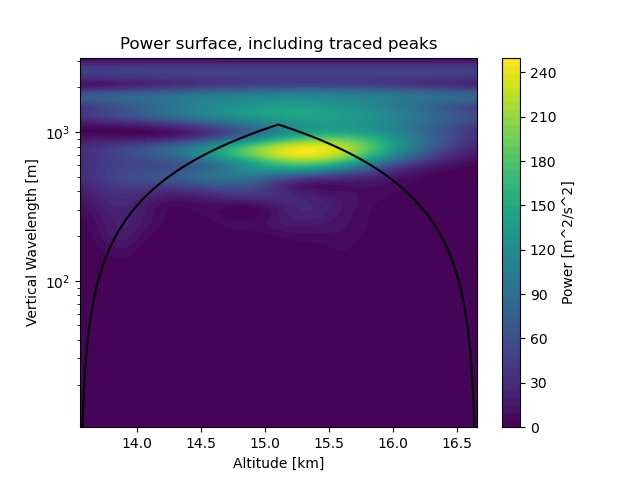 Power surface, including traced peaks
Vertical Wavelength [m]
10^3
10^2
14.0 14.5 15.0 15.5 16.0 16.5
Altitude [km]
240
210
180
150
120
90
60
30
0
Power [m^2/s^2]